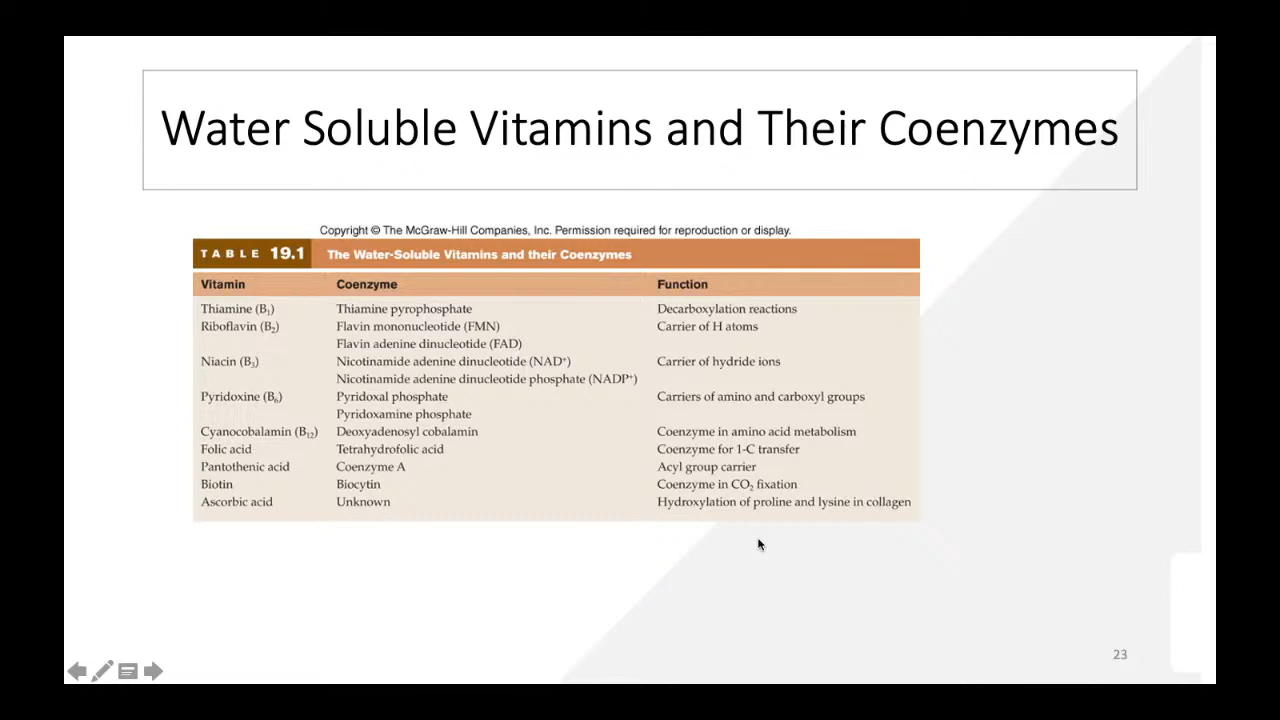 Water Soluble Vitamins and Their Coenzymes
Copyright © The McGraw-Hill Companies, Inc. Permission required for reproduction or display.
TABLE 19.1 The Water-Soluble Vitamins and their Coenzymes
Vitamin Coenzyme Function
Thiamine (B₁) Thiamine pyrophosphate Decarboxylation reactions
Riboflavin (B₂) Flavin mononucleotide (FMN) Carrier of H atoms
Flavin adenine dinucleotide (FAD)
Niacin (B₃) Nicotinamide adenine dinucleotide (NAD⁺) Carrier of hydride ions
Nicotinamide adenine dinucleotide phosphate (NADP⁺)
Pyridoxine (B₆) Pyridoxal phosphate Carriers of amino and carboxyl groups
Pyridoxamine phosphate
Cyanocobalamin (B₁₂) Deoxyadenosyl cobalamin Coenzyme in amino acid metabolism
Folic acid Tetrahydrofolic acid Coenzyme for 1-C transfer
Pantothenic acid Coenzyme A Acyl group carrier
Biotin Biocytin Coenzyme in CO₂ fixation
Ascorbic acid Unknown Hydroxylation of proline and lysine in collagen
23